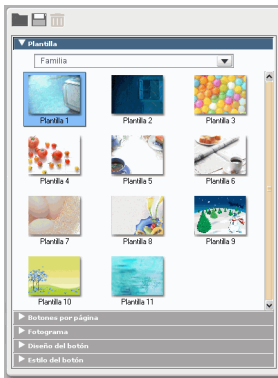 Plantilla
Familia
Plantilla 1
Plantilla 2
Plantilla 3
Plantilla 4
Plantilla 5
Plantilla 6
Plantilla 7
Plantilla 8
Plantilla 9
Plantilla 10
Plantilla 11
Botones por página
Fotograma
Diseño del botón
Estilo del botón